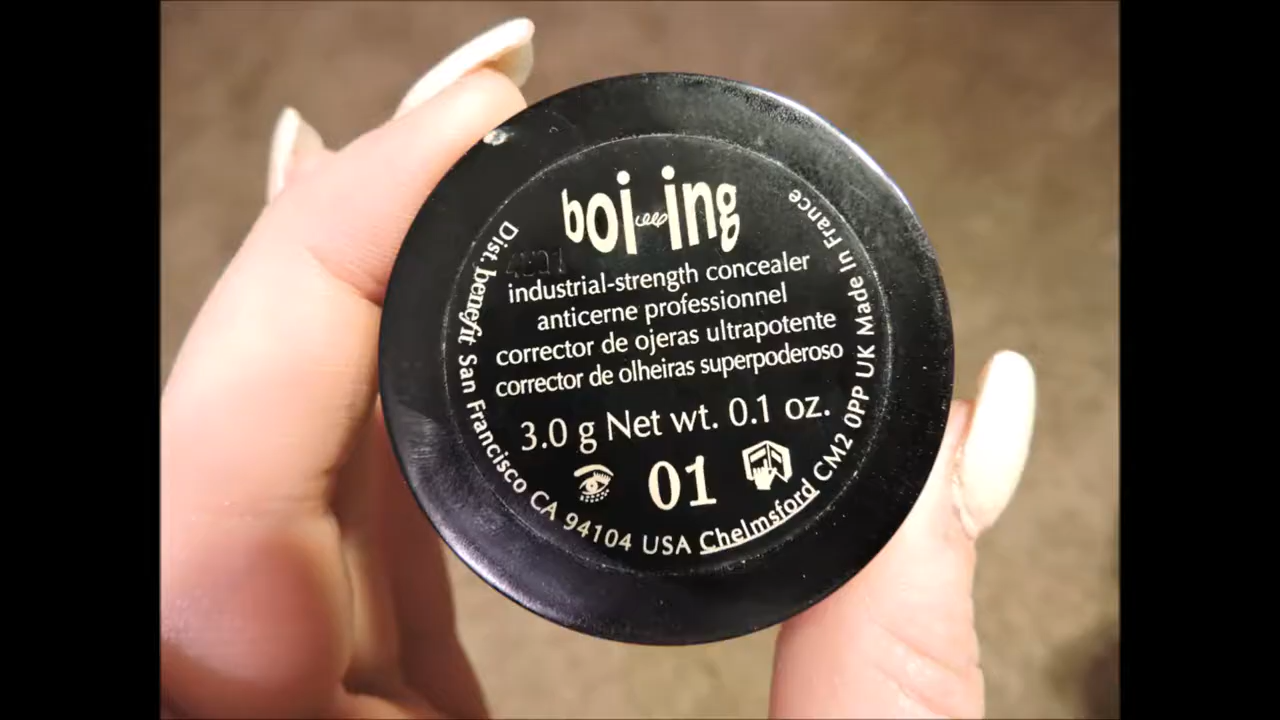 boi-ing
industrial-strength concealer
anticerne professionnel
corrector de ojeras ultrapotente
corrector de olheiras superpoderoso
3.0 g Net wt. 0.1 oz.
01
Dist. benefit San Francisco CA 94104 USA Chelmsford CM2 0PP UK Made In France